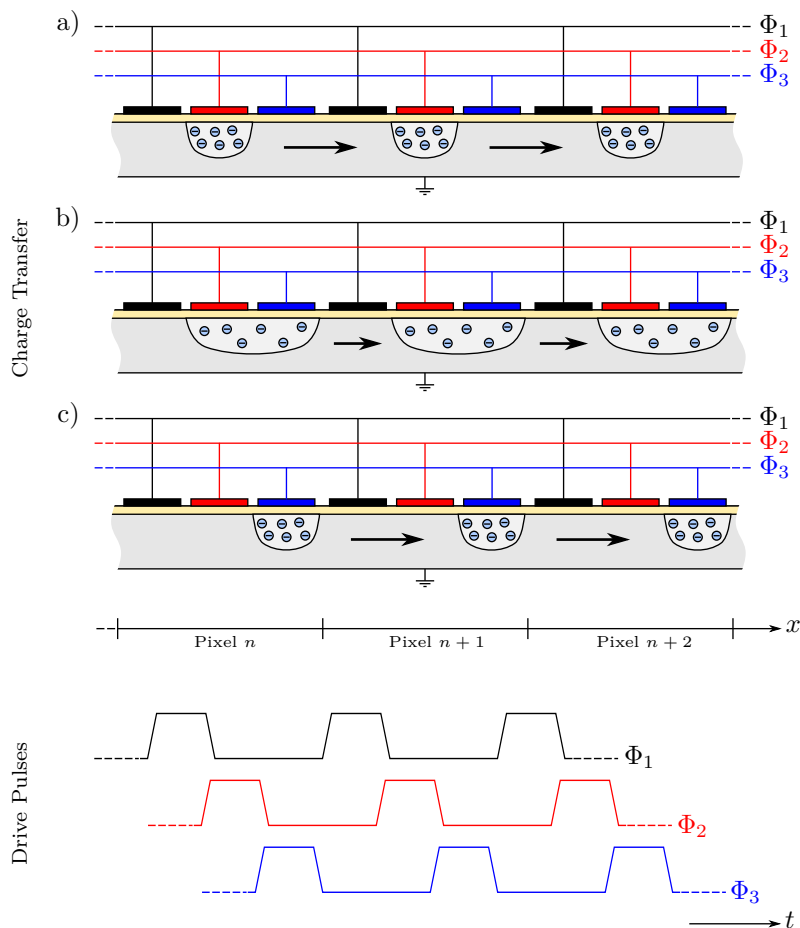 a)
Φ₁
Φ₂
Φ₃
Charge Transfer
b)
Φ₁
Φ₂
Φ₃
c)
Φ₁
Φ₂
Φ₃
x
Pixel n
Pixel n + 1
Pixel n + 2
Drive Pulses
Φ₁
Φ₂
Φ₃
t